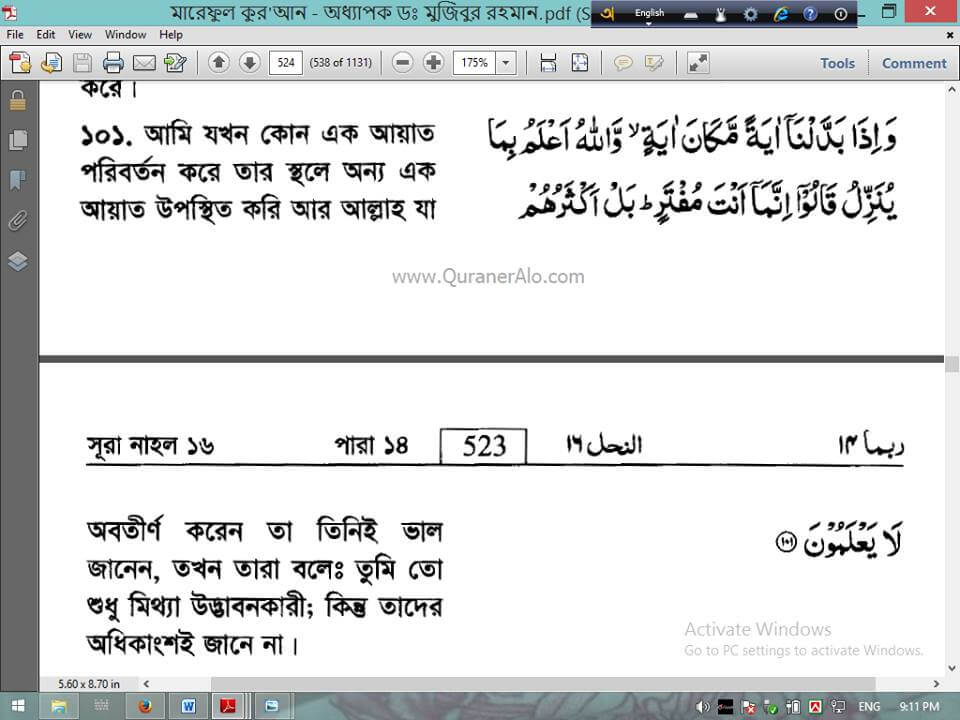 মারেফুল কুর'আন - অধ্যাপক ডঃ মুজিবুর রহমান.pdf (S
অ English
File Edit View Window Help
524 (538 of 1131) 175% Tools Comment
করে।
১০১. আমি যখন কোন এক আয়াত
পরিবর্তন করে তার স্থলে অন্য এক
আয়াত উপস্থিত করি আর আল্লাহ যা
وَاِذَا بَدَّلْنَآ اٰيَةً مَّكَانَ اٰيَةٍ ۙ وَّاللّٰهُ اَعْلَمُ بِمَا
يُنَزِّلُ قَالُوْٓا اِنَّمَآ اَنْتَ مُفْتَرٍ ؕ بَلْ اَكْثَرُهُمْ
www.QuranerAlo.com
সূরা নাহল ১৬ পারা ১৪ 523 النحل ١٦ ربما ١٤
অবতীর্ণ করেন তা তিনিই ভাল
জানেন, তখন তারা বলেঃ তুমি তো
শুধু মিথ্যা উদ্ভাবনকারী; কিন্তু তাদের
অধিকাংশই জানে না।
لَا يَعْلَمُوْنَ ١٠١
Activate Windows
Go to PC settings to activate Windows.
5.60 x 8.70 in
ENG 9:11 PM